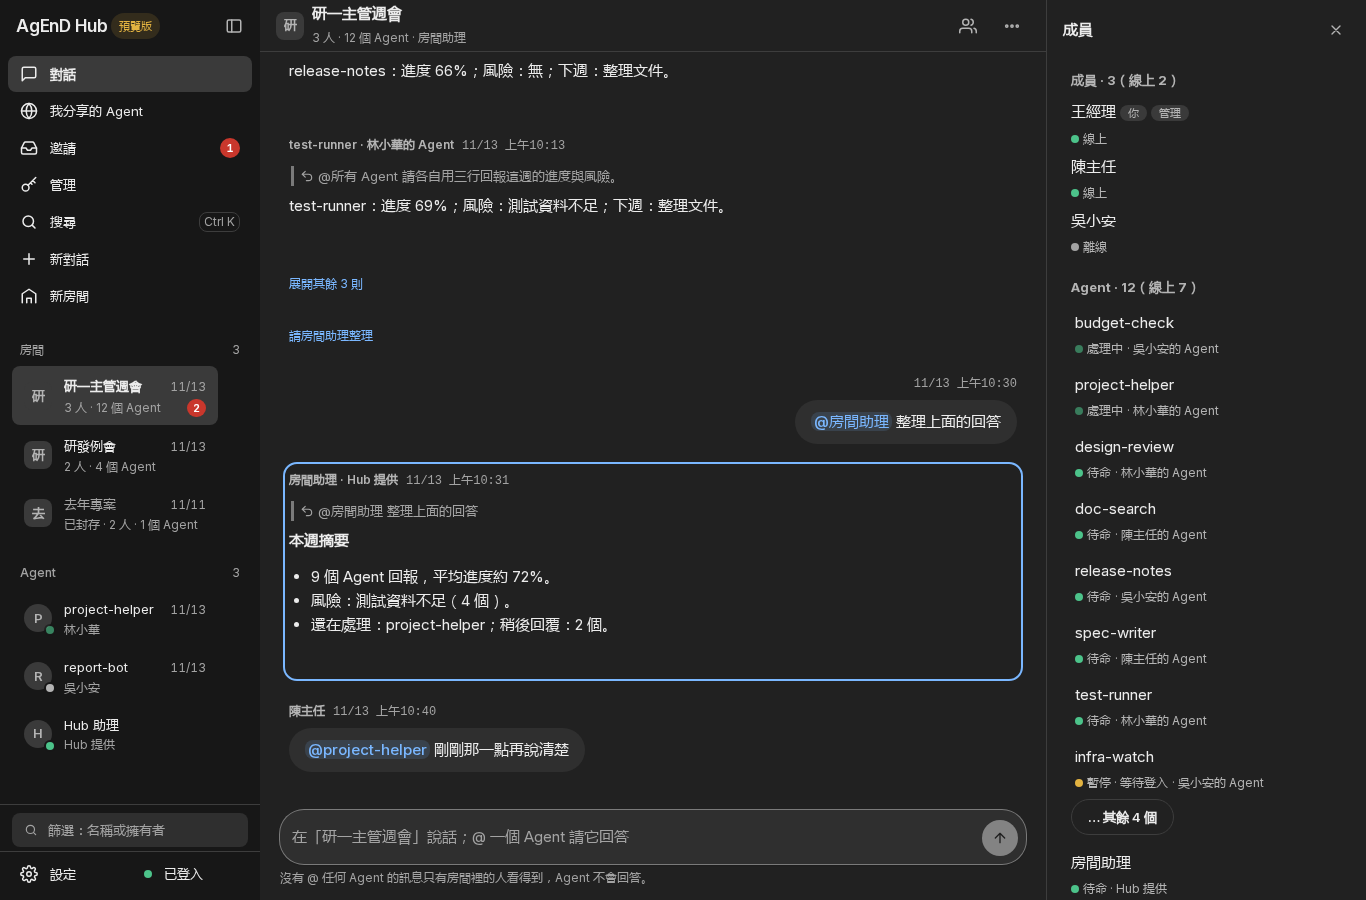 AgEnD Hub 預覽版
對話
我分享的 Agent
邀請 1
管理
搜尋 Ctrl K
新對話
新房間
房間 3
研 研一主管週會 11/13
3 人 · 12 個 Agent 2
研 研發例會 11/13
2 人 · 4 個 Agent
去 去年專案 11/11
已封存 · 2 人 · 1 個 Agent
Agent 3
P project-helper 11/13
林小華
R report-bot 11/13
吳小安
H Hub 助理
Hub 提供
篩選：名稱或擁有者
設定 已登入
研 研一主管週會
3 人 · 12 個 Agent · 房間助理
release-notes：進度 66%；風險：無；下週：整理文件。
test-runner · 林小華的 Agent 11/13 上午10:13
@所有 Agent 請各自用三行回報這週的進度與風險。
test-runner：進度 69%；風險：測試資料不足；下週：整理文件。
展開其餘 3 則
請房間助理整理
11/13 上午10:30
@房間助理 整理上面的回答
房間助理 · Hub 提供 11/13 上午10:31
@房間助理 整理上面的回答
本週摘要
• 9 個 Agent 回報，平均進度約 72%。
• 風險：測試資料不足（4 個）。
• 還在處理：project-helper；稍後回覆：2 個。
陳主任 11/13 上午10:40
@project-helper 剛剛那一點再說清楚
在「研一主管週會」說話；@ 一個 Agent 請它回答
沒有 @ 任何 Agent 的訊息只有房間裡的人看得到，Agent 不會回答。
成員
成員 · 3（線上 2）
王經理 你 管理
線上
陳主任
線上
吳小安
離線
Agent · 12（線上 7）
budget-check
處理中 · 吳小安的 Agent
project-helper
處理中 · 林小華的 Agent
design-review
待命 · 林小華的 Agent
doc-search
待命 · 陳主任的 Agent
release-notes
待命 · 吳小安的 Agent
spec-writer
待命 · 陳主任的 Agent
test-runner
待命 · 林小華的 Agent
infra-watch
暫停 · 等待登入 · 吳小安的 Agent
…其餘 4 個
房間助理
待命 · Hub 提供